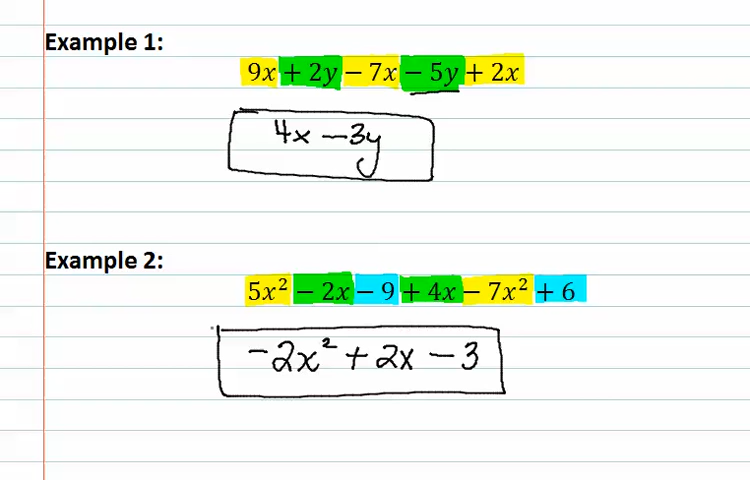 Example 1:
9x + 2y − 7x − 5y + 2x
4x − 3y
Example 2:
5x² − 2x − 9 + 4x − 7x² + 6
−2x² + 2x − 3